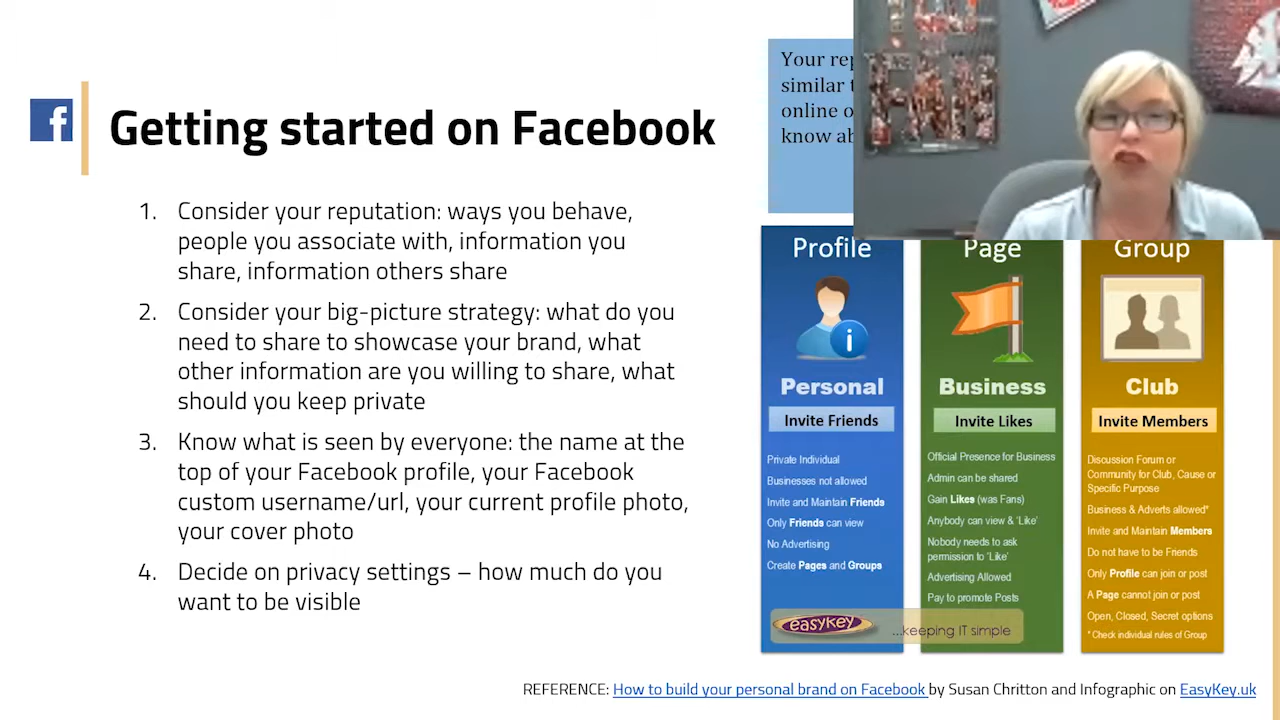 f
Getting started on Facebook
1. Consider your reputation: ways you behave,
people you associate with, information you
share, information others share
2. Consider your big-picture strategy: what do you
need to share to showcase your brand, what
other information are you willing to share, what
should you keep private
3. Know what is seen by everyone: the name at the
top of your Facebook profile, your Facebook
custom username/url, your current profile photo,
your cover photo
4. Decide on privacy settings – how much do you
want to be visible
Your
similar
online
know
Profile
i
Personal
Invite Friends
Private Individual
Businesses not allowed
Invite and Maintain Friends
Only Friends can view
No Advertising
Create Pages and Groups
Page
Business
Invite Likes
Official Presence for Business
Admin can be shared
Gain Likes (was Fans)
Anybody can view & 'Like'
Nobody needs to ask
permission to 'Like'
Advertising Allowed
Pay to promote Posts
Group
Club
Invite Members
Discussion Forum or
Community for Club, Cause or
Specific Purpose
Business & Adverts allowed*
Invite and Maintain Members
Do not have to be Friends
Only Profile can join or post
A Page cannot join or post
Open, Closed, Secret options
* Check individual rules of Group
easykey
...keeping IT simple
REFERENCE: How to build your personal brand on Facebook by Susan Chritton and Infographic on EasyKey.uk